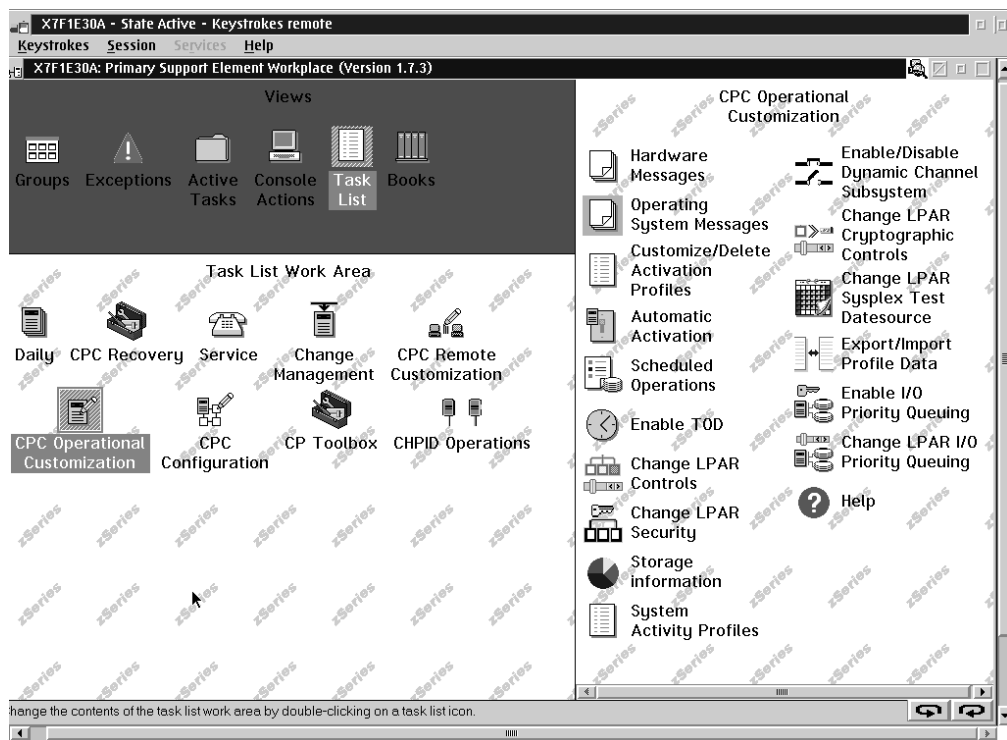 X7F1E30A - State Active - Keystrokes remote
Keystrokes Session Services Help
X7F1E30A: Primary Support Element Workplace (Version 1.7.3)
Views
Groups
Exceptions
Active
Tasks
Console
Actions
Task
List
Books
Task List Work Area
Daily
CPC Recovery
Service
Change
Management
CPC Remote
Customization
CPC Operational
Customization
CPC
Configuration
CP Toolbox
CHPID Operations
CPC Operational
Customization
Hardware
Messages
Operating
System Messages
Customize/Delete
Activation
Profiles
Automatic
Activation
Scheduled
Operations
Enable TOD
Change LPAR
Controls
Change LPAR
Security
Storage
information
System
Activity Profiles
Enable/Disable
Dynamic Channel
Subsystem
Change LPAR
Cryptographic
Controls
Change LPAR
Sysplex Test
Datesource
Export/Import
Profile Data
Enable I/O
Priority Queuing
Change LPAR I/O
Priority Queuing
Help
zSeries
Change the contents of the task list work area by double-clicking on a task list icon.